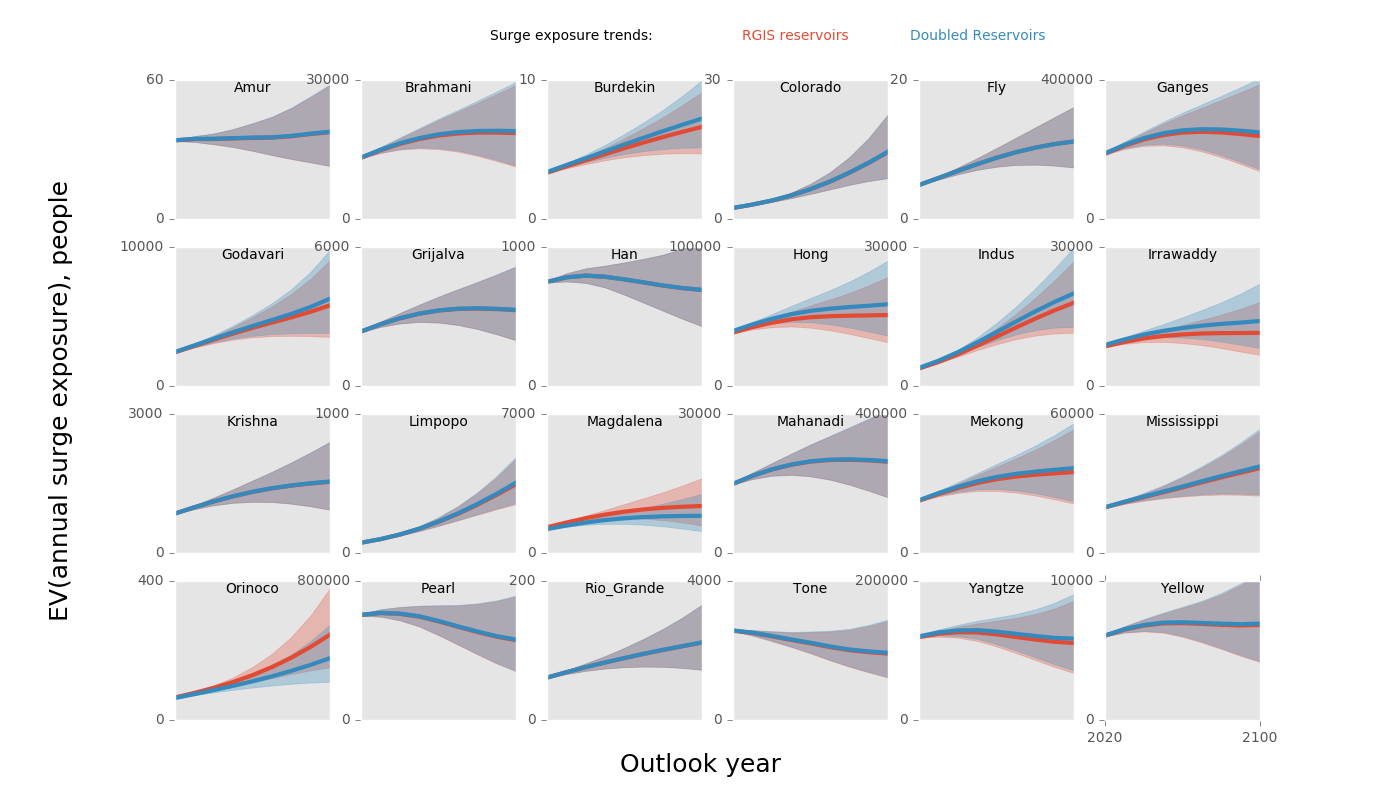 Surge exposure trends: RGIS reservoirs Doubled Reservoirs
60 30000 10 30 20 400000
Amur Brahmani Burdekin Colorado Fly Ganges
0 0 0 0 0 0
10000 6000 1000 100000 30000 30000
Godavari Grijalva Han Hong Indus Irrawaddy
0 0 0 0 0 0
3000 1000 7000 30000 400000 60000
Krishna Limpopo Magdalena Mahanadi Mekong Mississippi
0 0 0 0 0 0
400 800000 200 4000 200000 10000
Orinoco Pearl Rio_Grande Tone Yangtze Yellow
0 0 0 0 0 0
2020 2100
EV(annual surge exposure), people
Outlook year